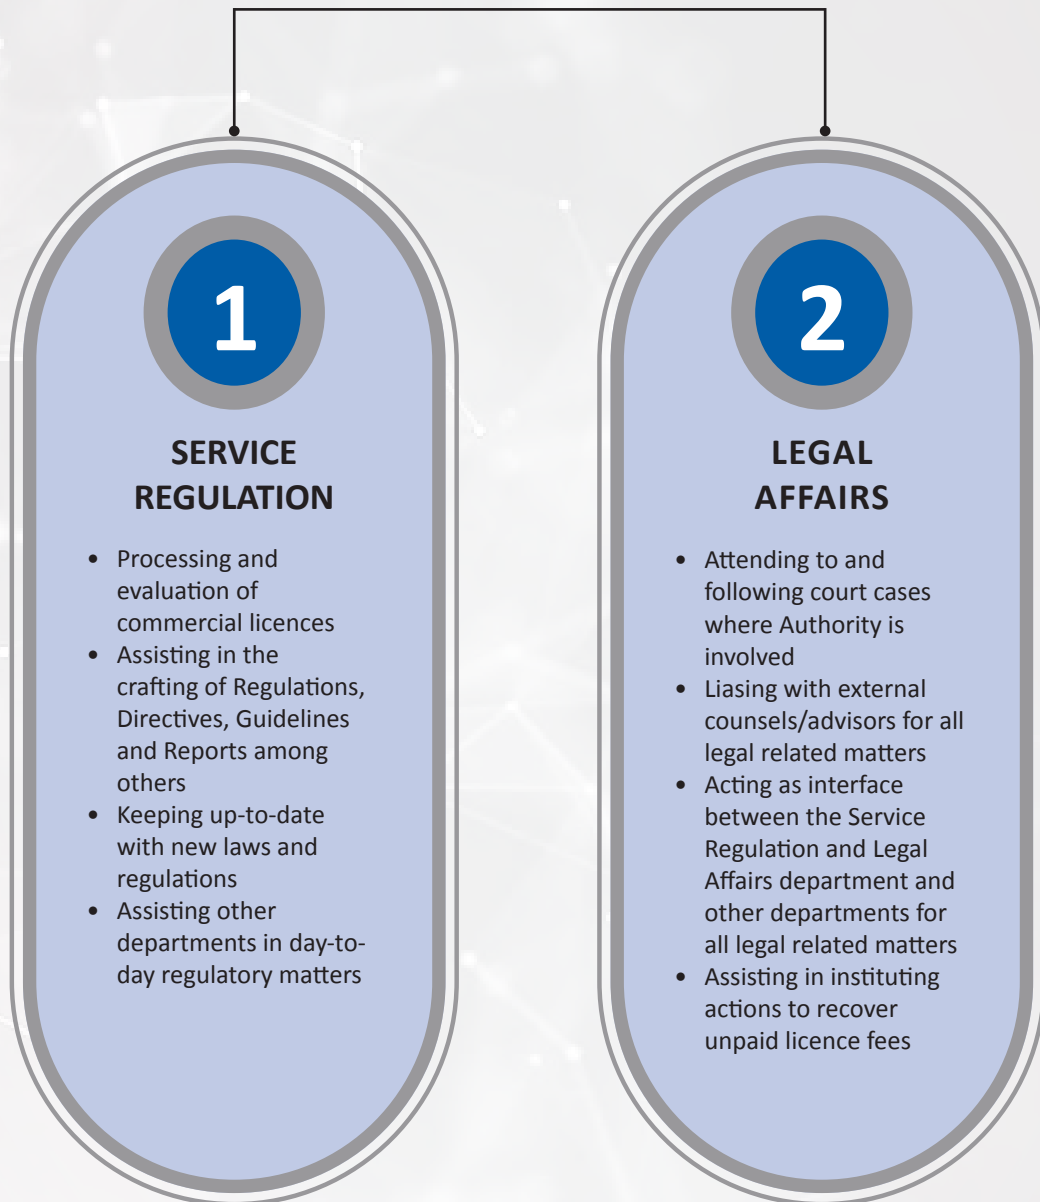 1
SERVICE
REGULATION
• Processing and
evaluation of
commercial licences
• Assisting in the
crafting of Regulations,
Directives, Guidelines
and Reports among
others
• Keeping up-to-date
with new laws and
regulations
• Assisting other
departments in day-to-
day regulatory matters
2
LEGAL
AFFAIRS
• Attending to and
following court cases
where Authority is
involved
• Liasing with external
counsels/advisors for all
legal related matters
• Acting as interface
between the Service
Regulation and Legal
Affairs department and
other departments for
all legal related matters
• Assisting in instituting
actions to recover
unpaid licence fees